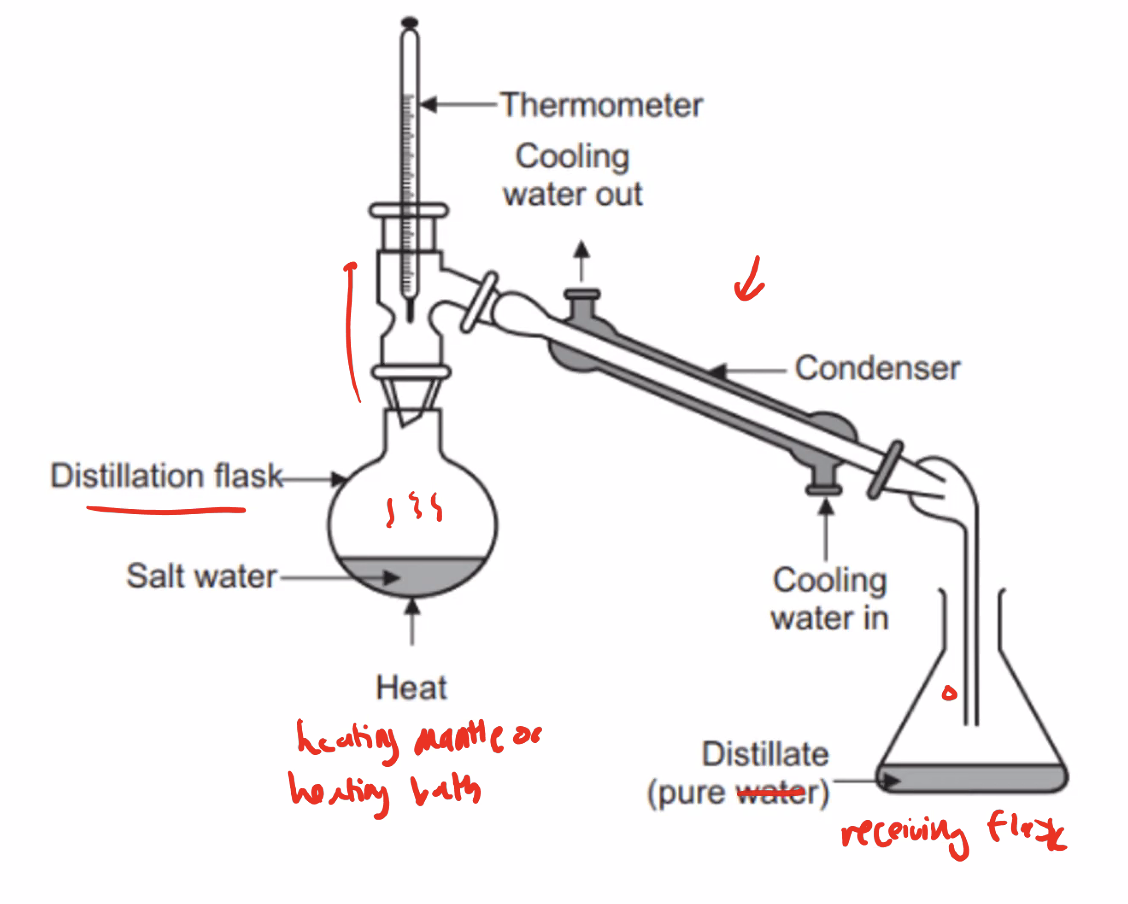 Thermometer
Cooling
water out
Condenser
Distillation flask
Salt water
Cooling
water in
Heat
heating mantle or
heating bath
Distillate
(pure water)
receiving flask